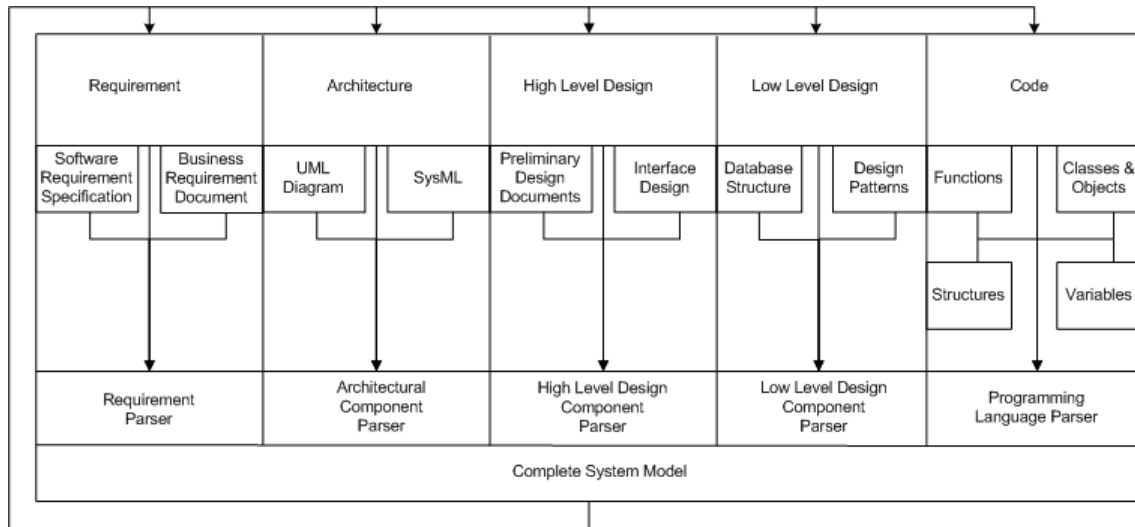 Requirement
Architecture
High Level Design
Low Level Design
Code
Software
Requirement
Specification
Business
Requirement
Document
UML
Diagram
SysML
Preliminary
Design
Documents
Interface
Design
Database
Structure
Design
Patterns
Functions
Classes &
Objects
Structures
Variables
Requirement
Parser
Architectural
Component
Parser
High Level Design
Component
Parser
Low Level Design
Component
Parser
Programming
Language Parser
Complete System Model